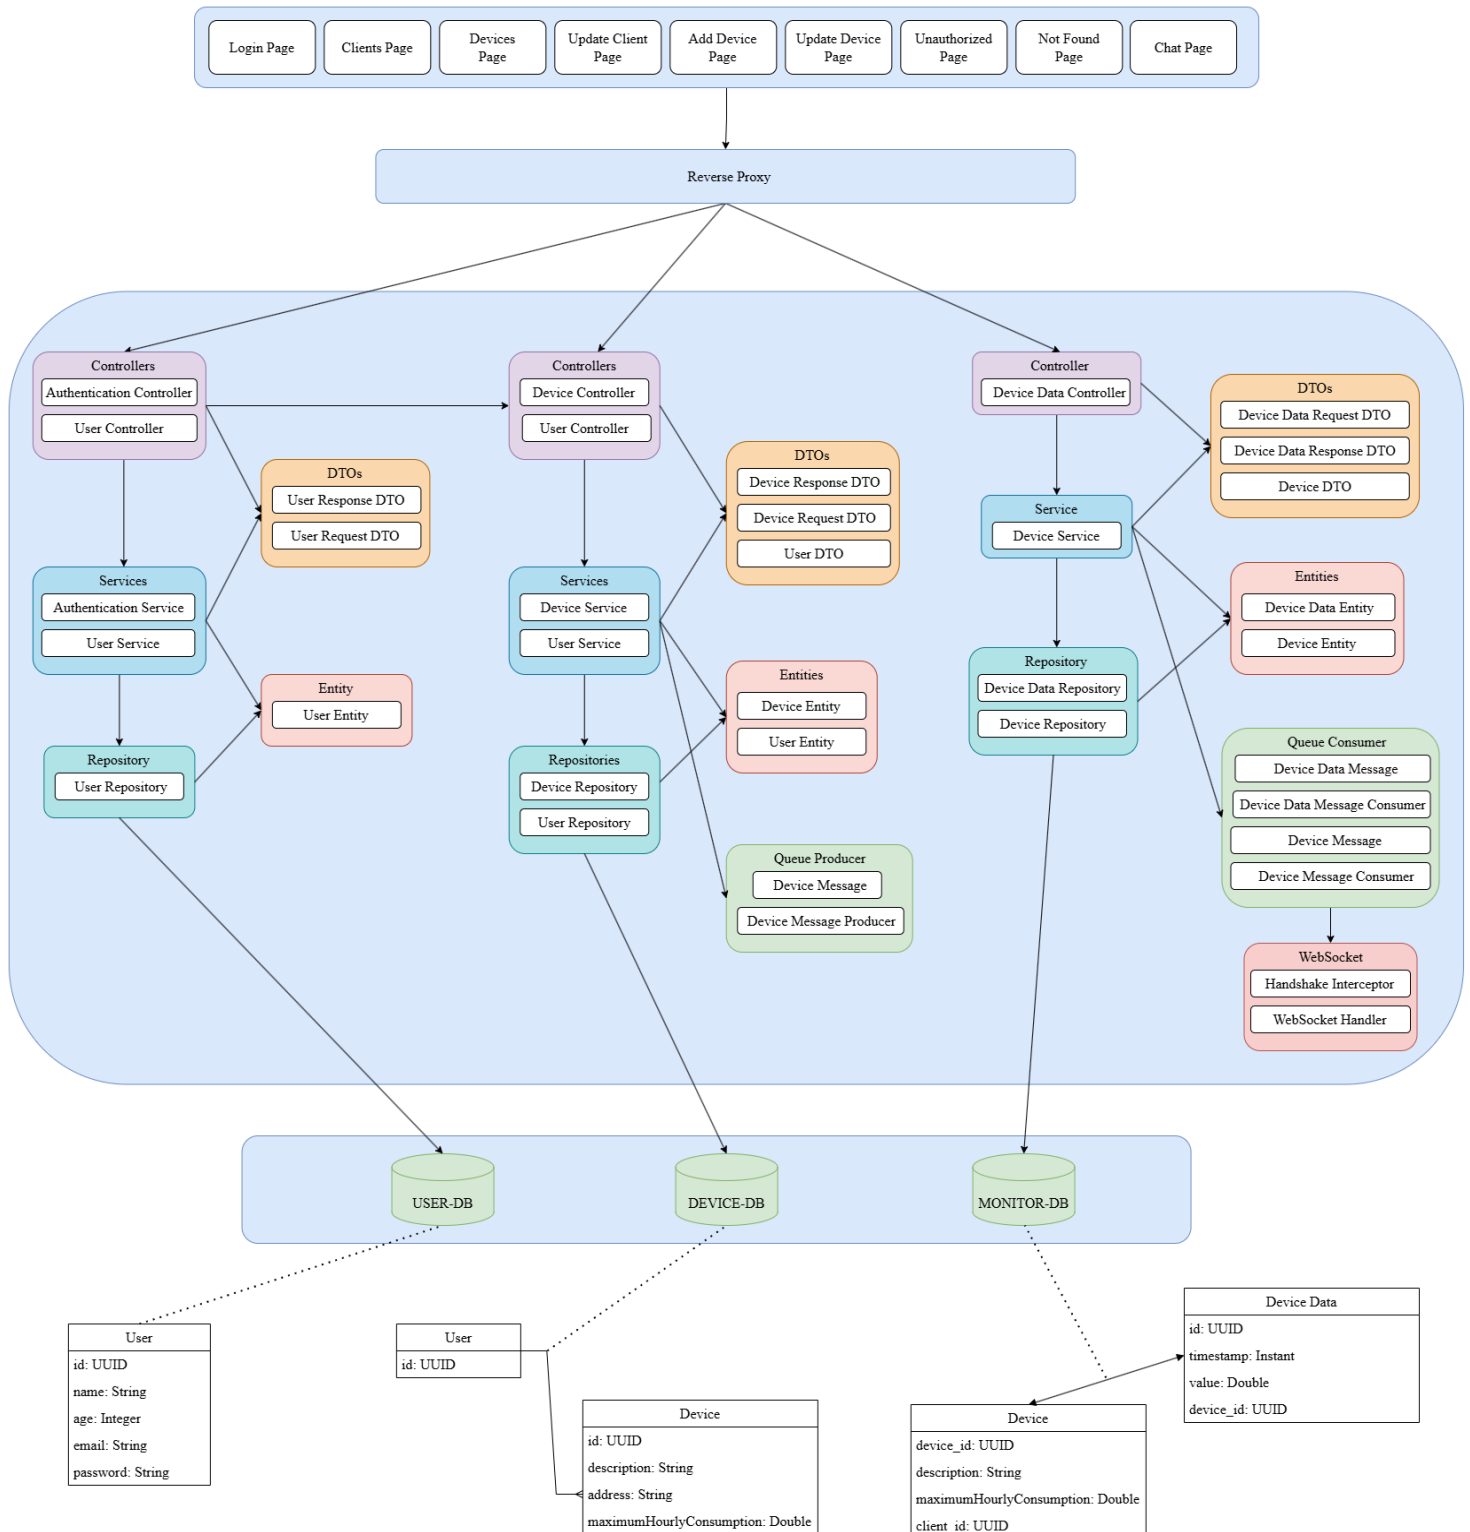 Login Page
Clients Page
Devices
Page
Update Client
Page
Add Device
Page
Update Device
Page
Unauthorized
Page
Not Found
Page
Chat Page
Reverse Proxy
Controllers
Authentication Controller
User Controller
DTOs
User Response DTO
User Request DTO
Services
Authentication Service
User Service
Entity
User Entity
Repository
User Repository
Controllers
Device Controller
User Controller
DTOs
Device Response DTO
Device Request DTO
User DTO
Services
Device Service
User Service
Entities
Device Entity
User Entity
Repositories
Device Repository
User Repository
Queue Producer
Device Message
Device Message Producer
Controller
Device Data Controller
DTOs
Device Data Request DTO
Device Data Response DTO
Device DTO
Service
Device Service
Entities
Device Data Entity
Device Entity
Repository
Device Data Repository
Device Repository
Queue Consumer
Device Data Message
Device Data Message Consumer
Device Message
Device Message Consumer
WebSocket
Handshake Interceptor
WebSocket Handler
USER-DB
DEVICE-DB
MONITOR-DB
User
id: UUID
name: String
age: Integer
email: String
password: String
User
id: UUID
Device
id: UUID
description: String
address: String
maximumHourlyConsumption: Double
Device
device_id: UUID
description: String
maximumHourlyConsumption: Double
client_id: UUID
Device Data
id: UUID
timestamp: Instant
value: Double
device_id: UUID